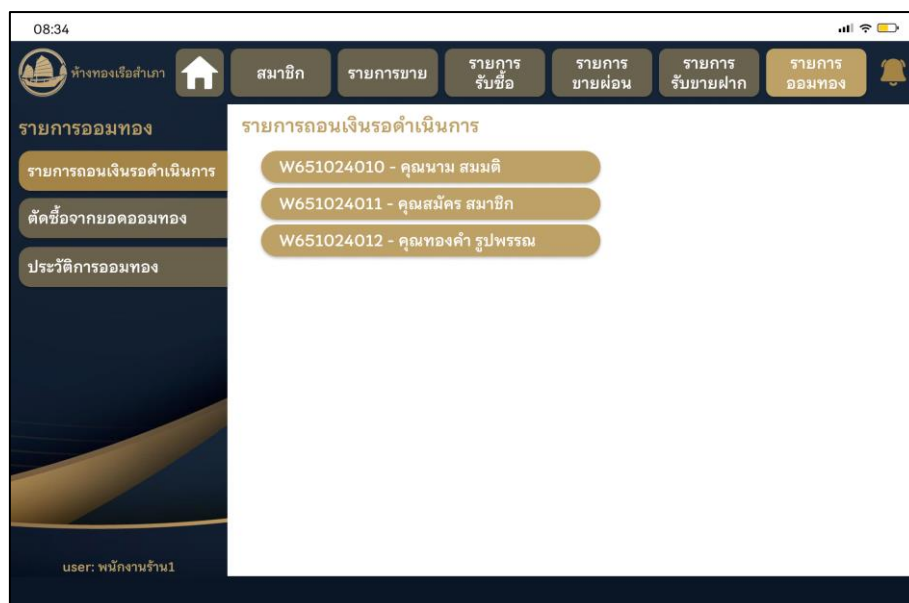 08:34
ห้างทองเรือสำเภา
สมาชิก
รายการขาย
รายการ
รับซื้อ
รายการ
ขายผ่อน
รายการ
รับขายฝาก
รายการ
ออมทอง
รายการออมทอง
รายการถอนเงินรอดำเนินการ
ตัดซื้อจากยอดออมทอง
ประวัติการออมทอง
user: พนักงานร้าน1
รายการถอนเงินรอดำเนินการ
W651024010 - คุณนาม สมมติ
W651024011 - คุณสมัคร สมาชิก
W651024012 - คุณทองคำ รูปพรรณ